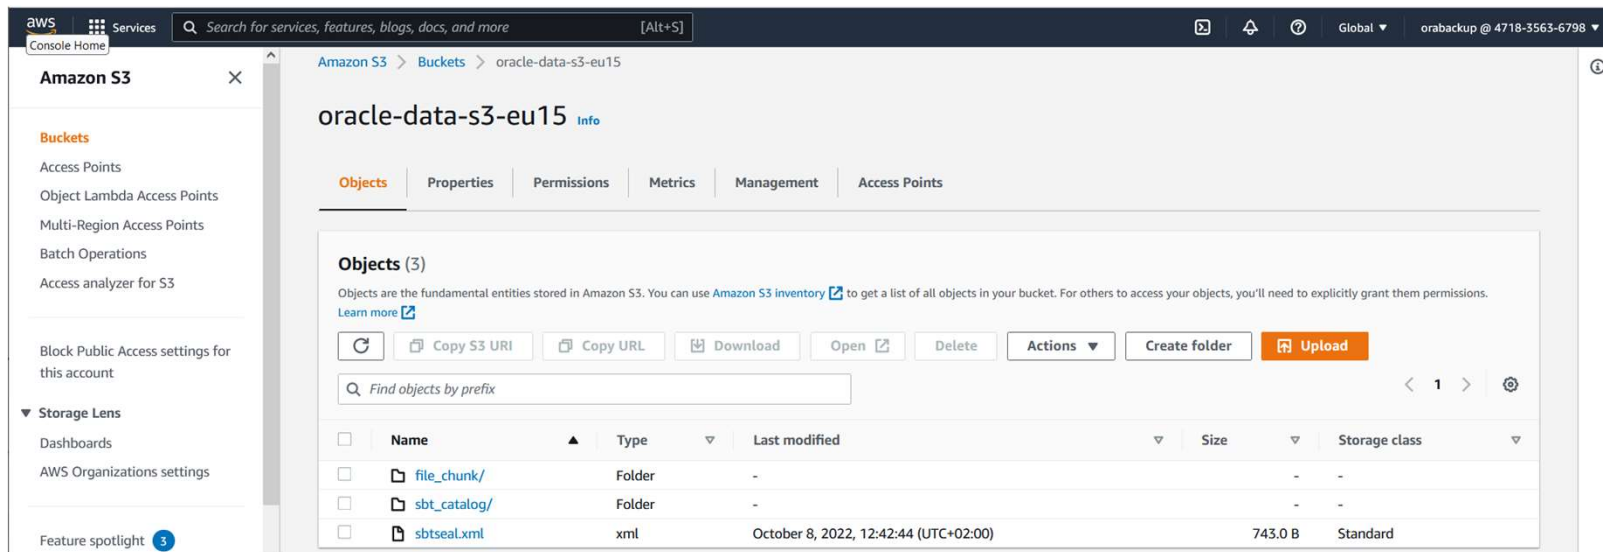 aws
Services
Search for services, features, blogs, docs, and more
[Alt+S]
Global ▼
orabackup @ 4718-3563-6798 ▼
Console Home
Amazon S3
Buckets
Access Points
Object Lambda Access Points
Multi-Region Access Points
Batch Operations
Access analyzer for S3
Block Public Access settings for
this account
▼ Storage Lens
Dashboards
AWS Organizations settings
Feature spotlight 3
Amazon S3 > Buckets > oracle-data-s3-eu15
oracle-data-s3-eu15 Info
Objects Properties Permissions Metrics Management Access Points
Objects (3)
Objects are the fundamental entities stored in Amazon S3. You can use Amazon S3 inventory to get a list of all objects in your bucket. For others to access your objects, you'll need to explicitly grant them permissions.
Learn more
Copy S3 URI Copy URL Download Open Delete Actions ▼ Create folder Upload
Find objects by prefix
< 1 >
Name Type Last modified Size Storage class
file_chunk/ Folder - - -
sbt_catalog/ Folder - - -
sbtseal.xml xml October 8, 2022, 12:42:44 (UTC+02:00) 743.0 B Standard